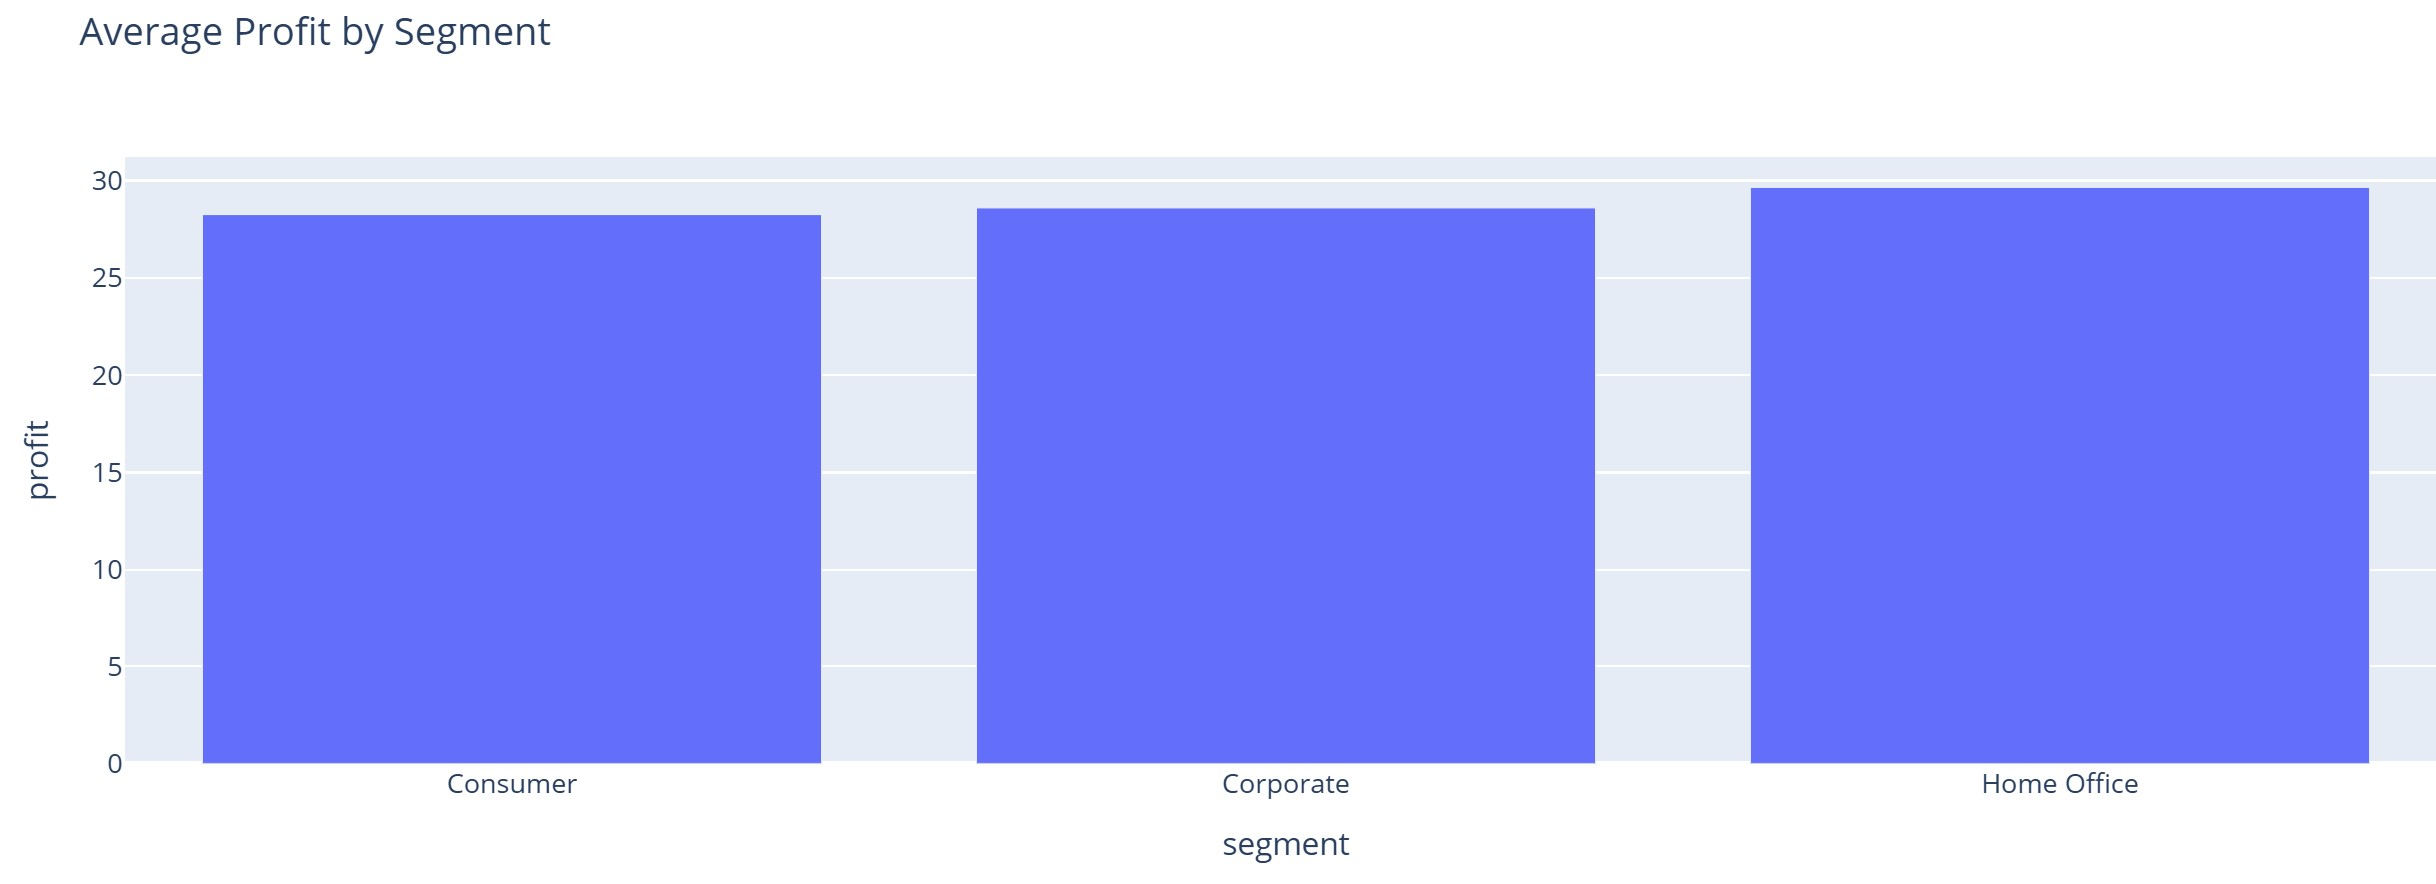 Average Profit by Segment
30
25
20
15
10
5
0
profit
Consumer
Corporate
Home Office
segment